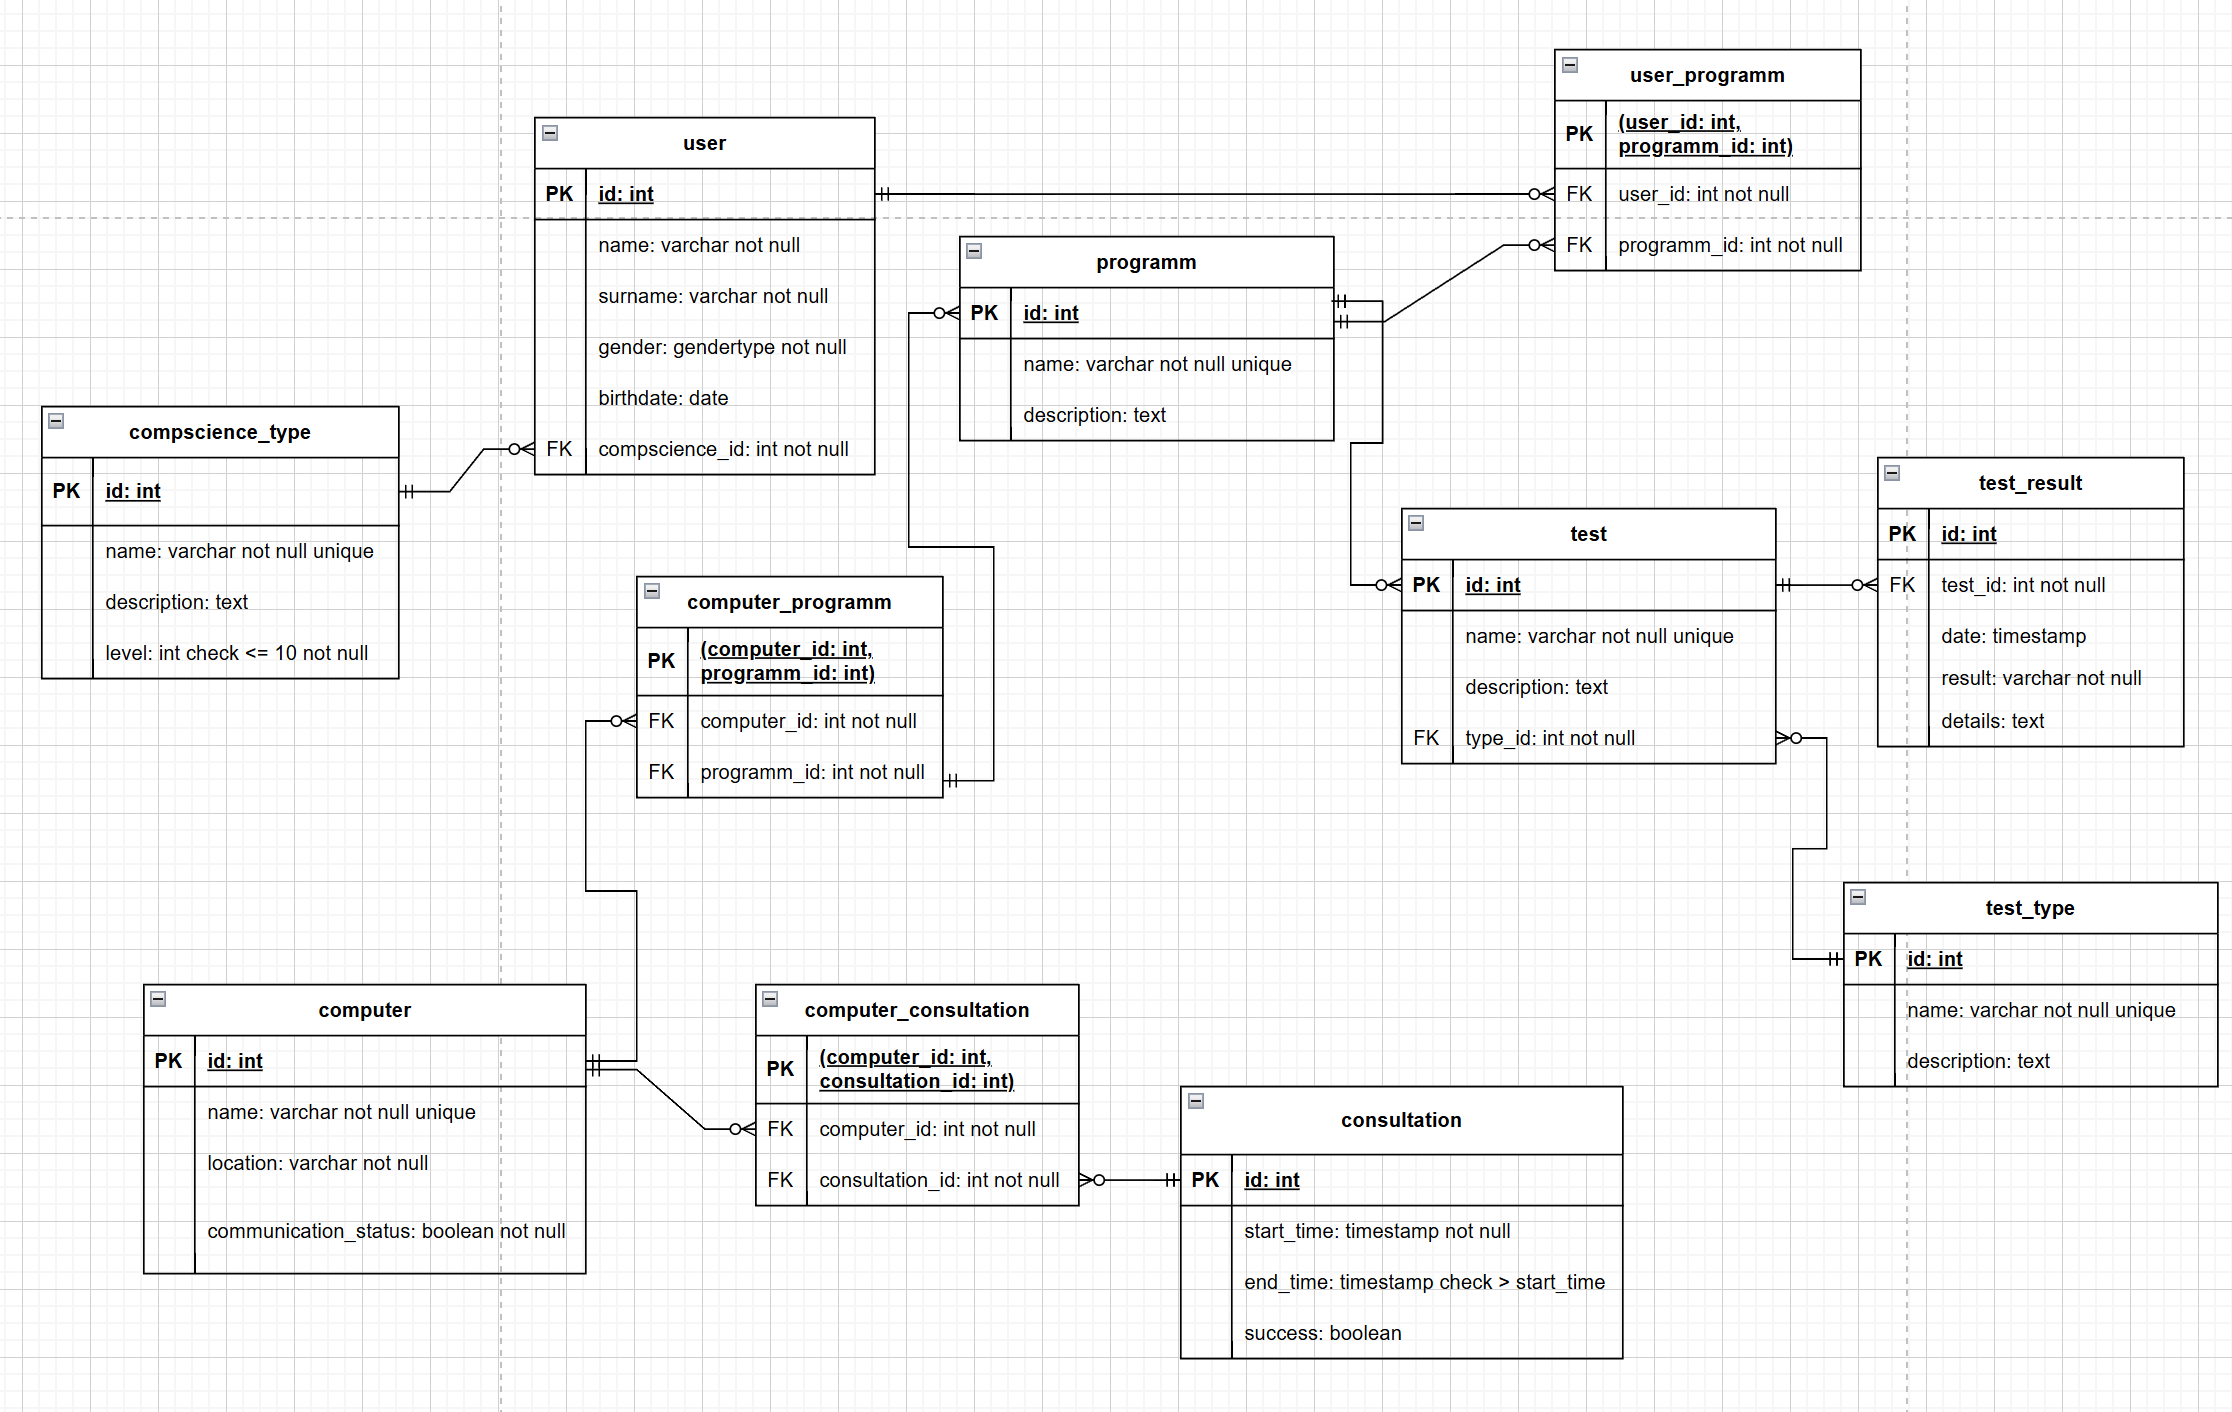 user_programm
PK
(user_id: int,
programm_id: int)
FK
user_id: int not null
FK
programm_id: int not null
user
PK
id: int
name: varchar not null
surname: varchar not null
gender: gendertype not null
birthdate: date
FK
compscience_id: int not null
programm
PK
id: int
name: varchar not null unique
description: text
compscience_type
PK
id: int
name: varchar not null unique
description: text
level: int check <= 10 not null
test_result
PK
id: int
FK
test_id: int not null
date: timestamp
result: varchar not null
details: text
test
PK
id: int
name: varchar not null unique
description: text
FK
type_id: int not null
computer_programm
PK
(computer_id: int,
programm_id: int)
FK
computer_id: int not null
FK
programm_id: int not null
test_type
PK
id: int
name: varchar not null unique
description: text
computer
PK
id: int
name: varchar not null unique
location: varchar not null
communication_status: boolean not null
computer_consultation
PK
(computer_id: int,
consultation_id: int)
FK
computer_id: int not null
FK
consultation_id: int not null
consultation
PK
id: int
start_time: timestamp not null
end_time: timestamp check > start_time
success: boolean